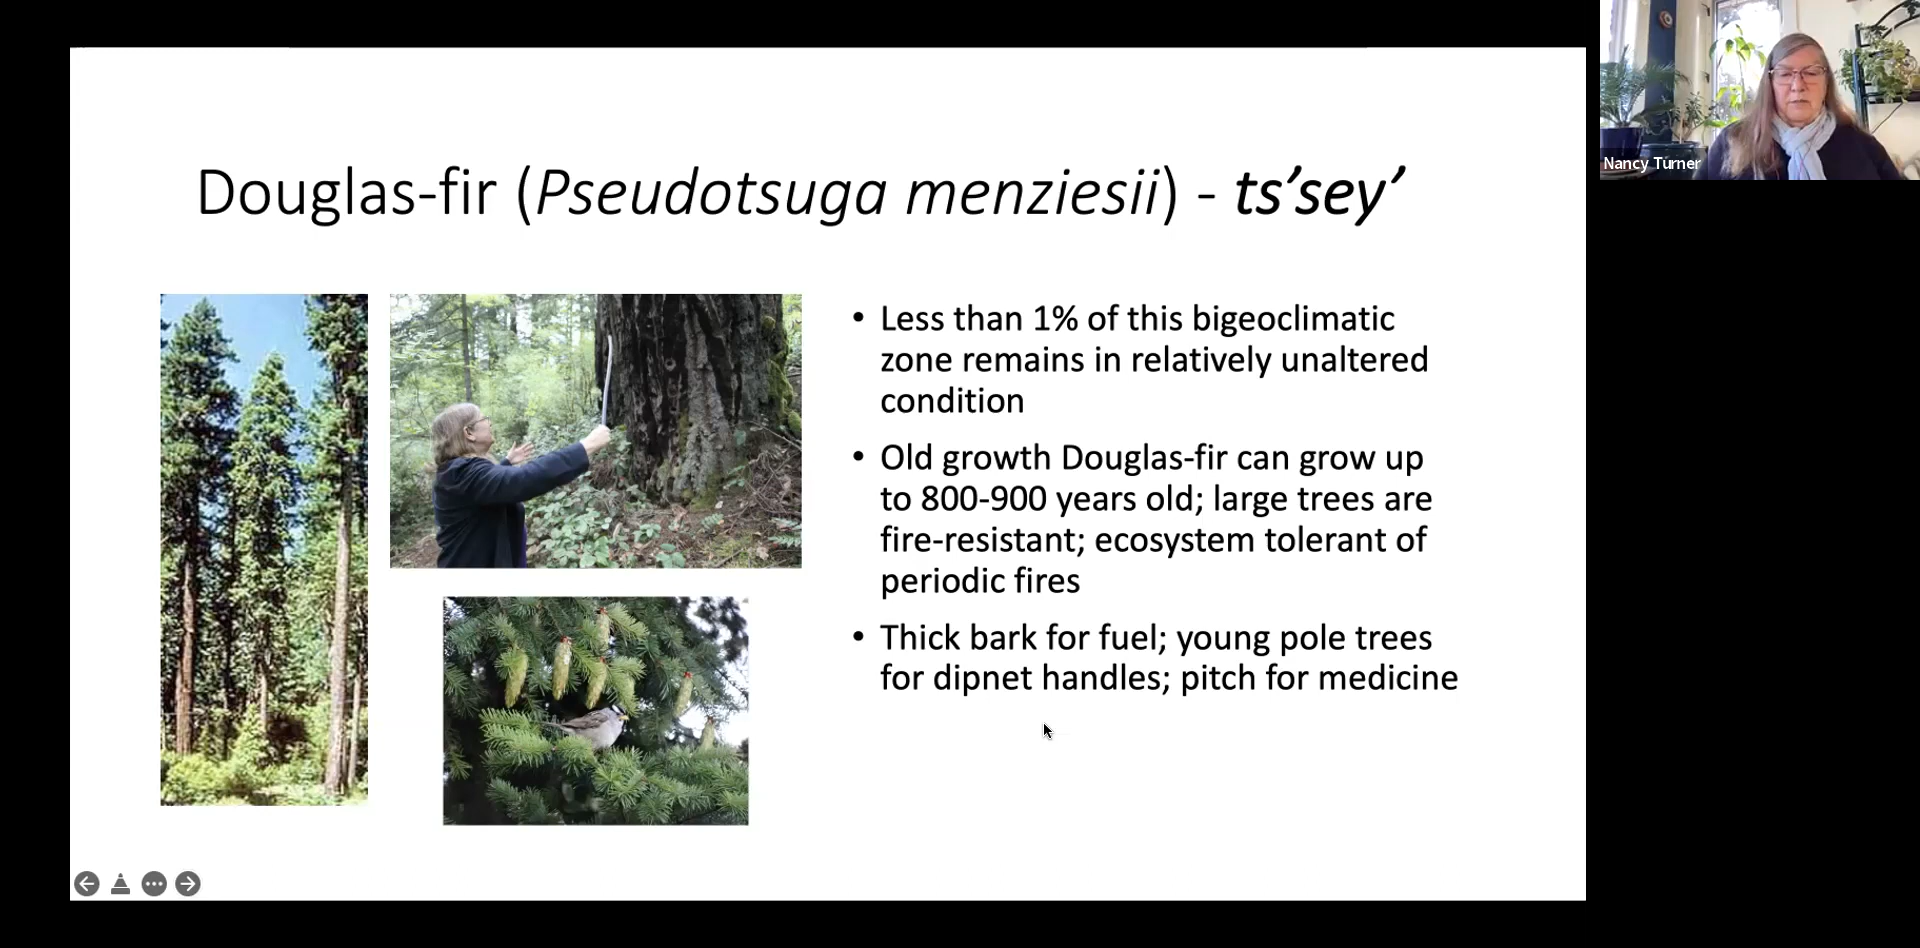 Douglas-fir (Pseudotsuga menziesii) - ts’sey’
• Less than 1% of this bigeoclimatic
zone remains in relatively unaltered
condition
• Old growth Douglas-fir can grow up
to 800-900 years old; large trees are
fire-resistant; ecosystem tolerant of
periodic fires
• Thick bark for fuel; young pole trees
for dipnet handles; pitch for medicine
Nancy Turner